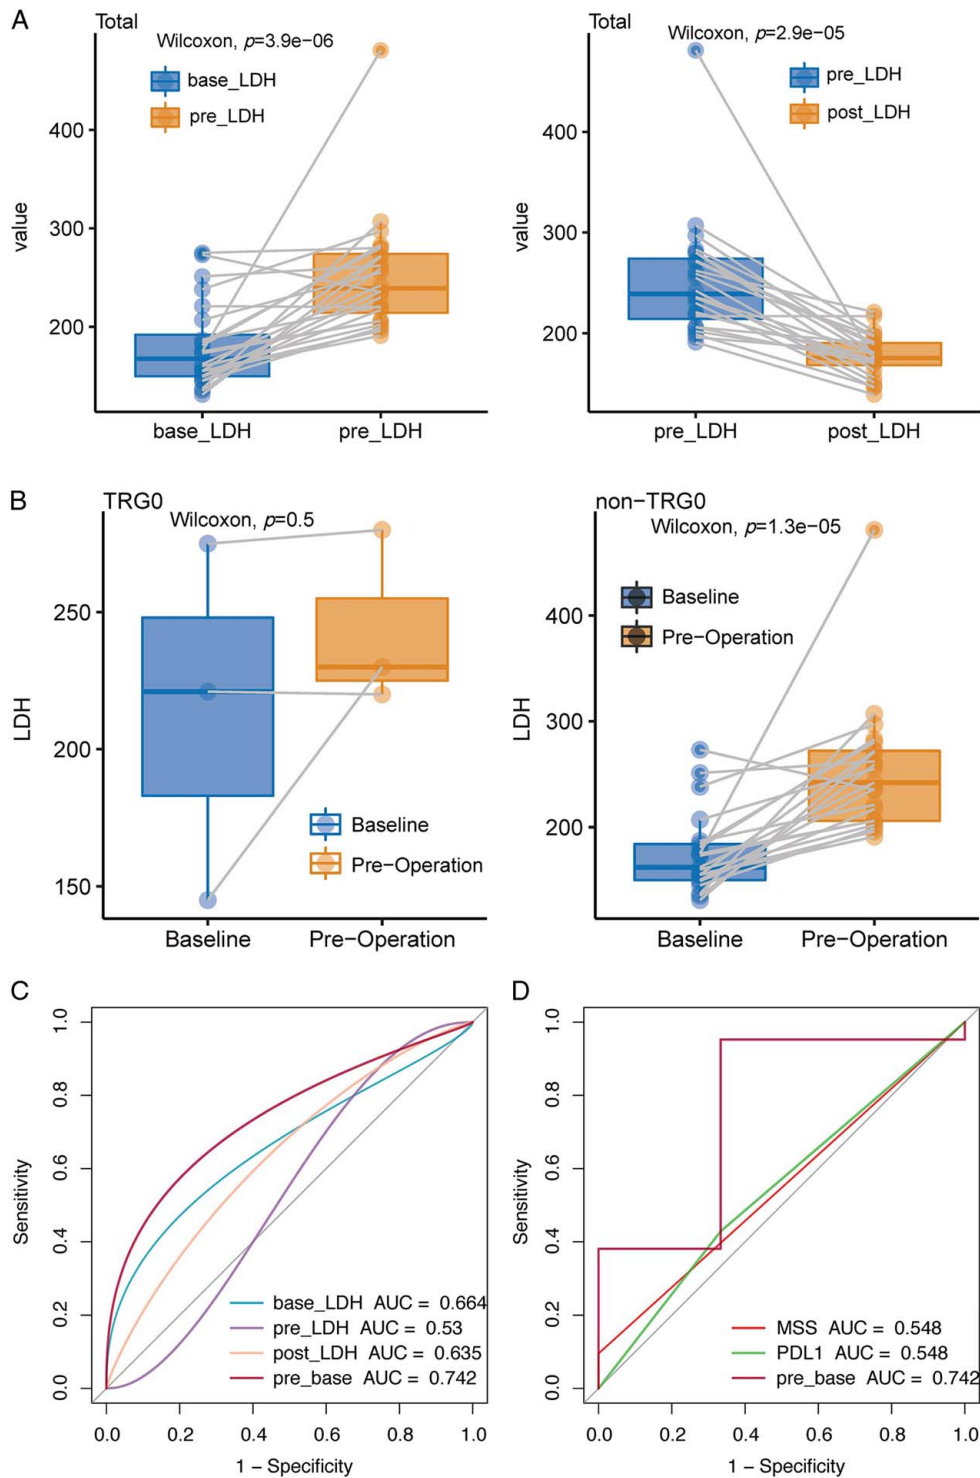 A
Total
Wilcoxon, p=3.9e−06
base_LDH
pre_LDH
400
300
200
value
base_LDH
pre_LDH
Total
Wilcoxon, p=2.9e−05
pre_LDH
post_LDH
400
300
200
value
pre_LDH
post_LDH
B
TRG0
Wilcoxon, p=0.5
250
200
150
LDH
Baseline
Pre−Operation
Baseline
Pre−Operation
non−TRG0
Wilcoxon, p=1.3e−05
Baseline
Pre−Operation
400
300
200
LDH
Baseline
Pre−Operation
C
1.0
0.8
0.6
0.4
0.2
0.0
Sensitivity
base_LDH AUC = 0.664
pre_LDH AUC = 0.53
post_LDH AUC = 0.635
pre_base AUC = 0.742
0.0 0.2 0.4 0.6 0.8 1.0
1 − Specificity
D
1.0
0.8
0.6
0.4
0.2
0.0
Sensitivity
MSS AUC = 0.548
PDL1 AUC = 0.548
pre_base AUC = 0.742
0.0 0.2 0.4 0.6 0.8 1.0
1 − Specificity